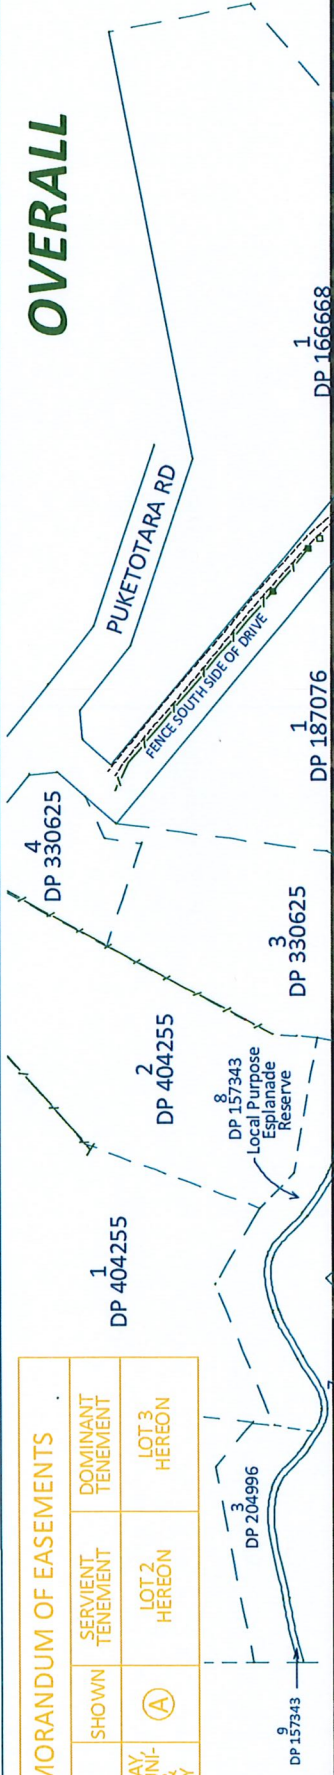 OVERALL
PUKETOTARA RD
FENCE SOUTH SIDE OF DRIVE
1
DP 166668
1
DP 187076
4
DP 330625
3
DP 330625
2
DP 404255
1
DP 404255
8
DP 157343
Local Purpose
Esplanade
Reserve
3
DP 204996
9
DP 157343
MORANDUM OF EASEMENTS
SHOWN
SERVIENT
TENEMENT
DOMINANT
TENEMENT
A
LOT 2
HEREON
LOT 3
HEREON